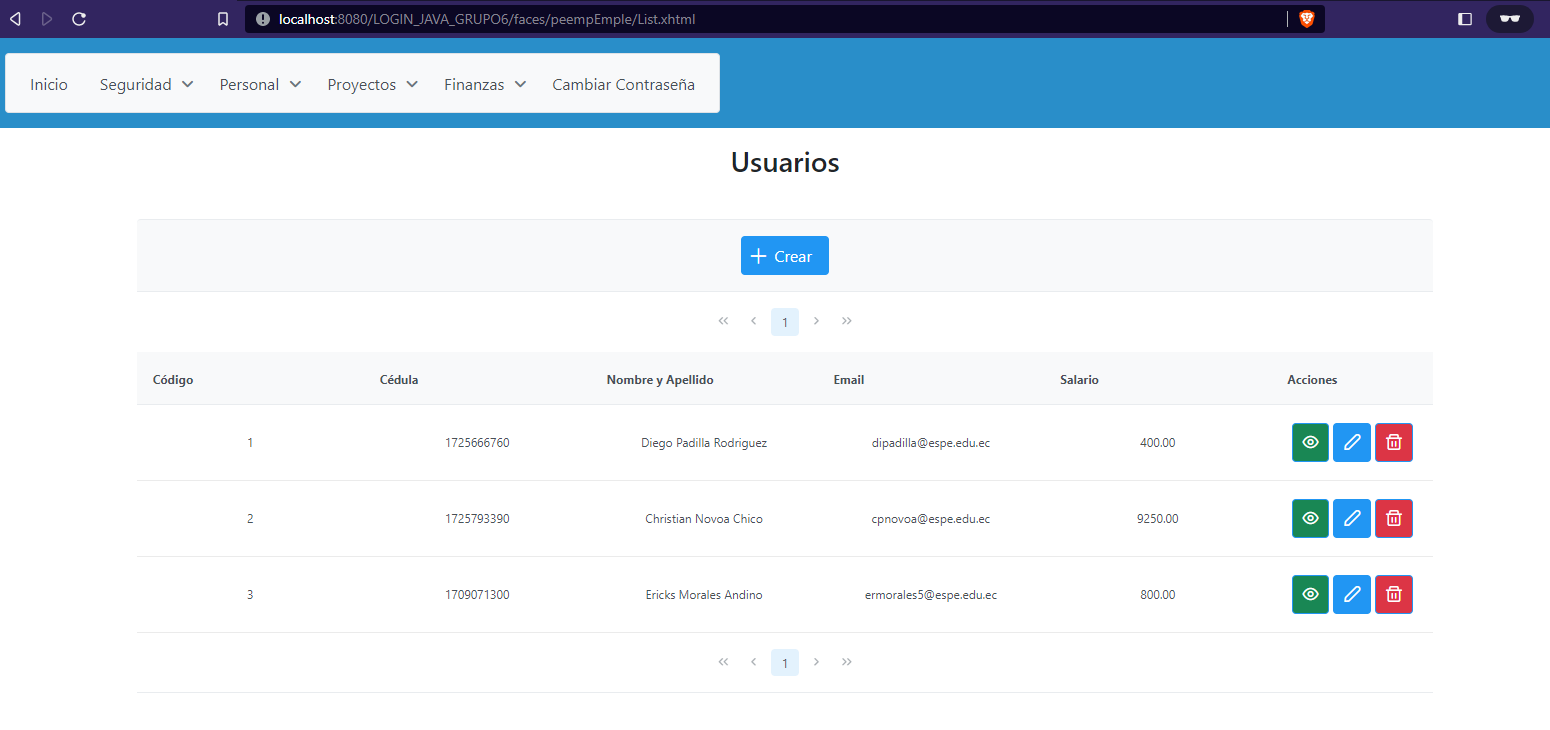 localhost:8080/LOGIN_JAVA_GRUPO6/faces/peempEmple/List.xhtml
Inicio Seguridad Personal Proyectos Finanzas Cambiar Contraseña
Usuarios
Crear
1
Código Cédula Nombre y Apellido Email Salario Acciones
1 1725666760 Diego Padilla Rodriguez dipadilla@espe.edu.ec 400.00
2 1725793390 Christian Novoa Chico cpnovoa@espe.edu.ec 9250.00
3 1709071300 Ericks Morales Andino ermorales5@espe.edu.ec 800.00
1